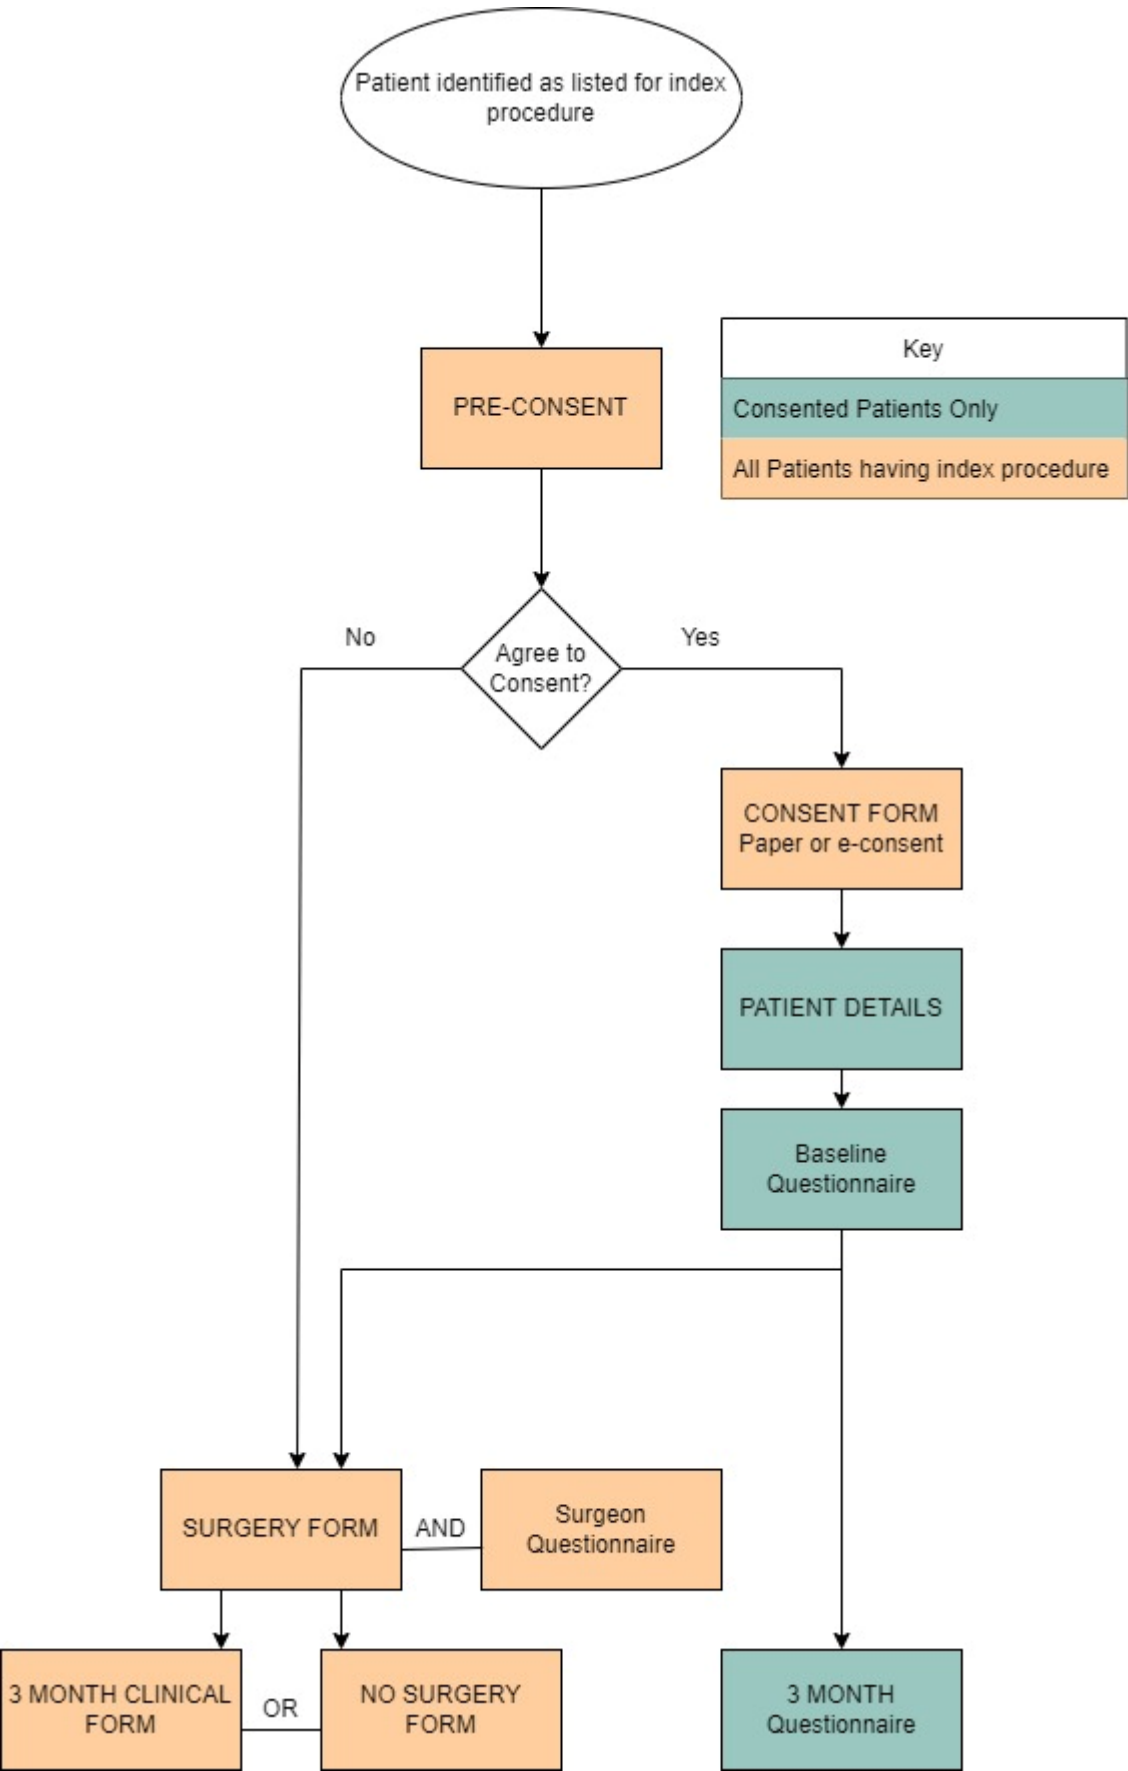 Patient identified as listed for index
procedure
PRE-CONSENT
Key
Consented Patients Only
All Patients having index procedure
No
Agree to
Consent?
Yes
CONSENT FORM
Paper or e-consent
PATIENT DETAILS
Baseline
Questionnaire
SURGERY FORM
AND
Surgeon
Questionnaire
3 MONTH CLINICAL
FORM
OR
NO SURGERY
FORM
3 MONTH
Questionnaire